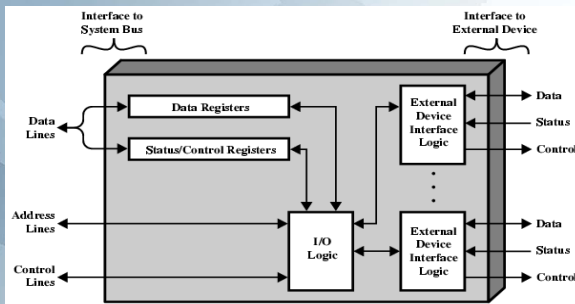 Interface to
System Bus
Interface to
External Device
Data Registers
Status/Control Registers
Data
Lines
Address
Lines
Control
Lines
I/O
Logic
External
Device
Interface
Logic
Data
Status
Control
External
Device
Interface
Logic
Data
Status
Control